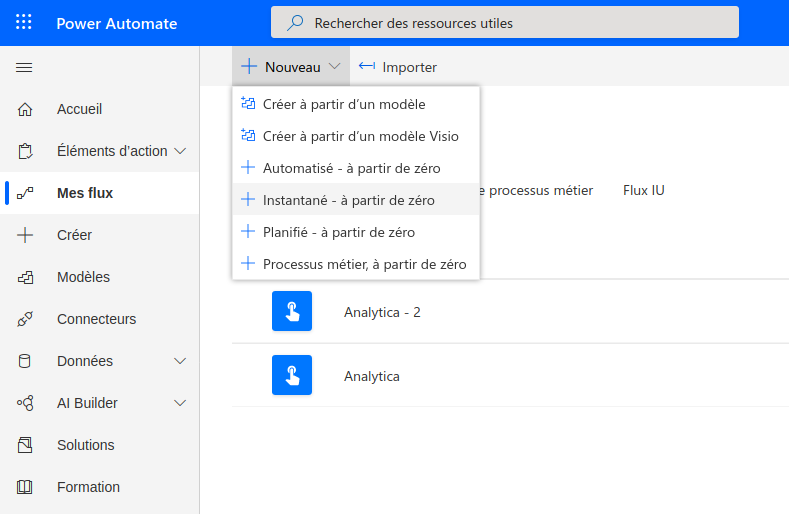 Power Automate
Rechercher des ressources utiles
Nouveau
Importer
Accueil
Éléments d'action
Mes flux
Créer
Modèles
Connecteurs
Données
AI Builder
Solutions
Formation
Créer à partir d'un modèle
Créer à partir d'un modèle Visio
Automatisé - à partir de zéro
Instantané - à partir de zéro
Planifié - à partir de zéro
Processus métier, à partir de zéro
processus métier
Flux IU
Analytica - 2
Analytica